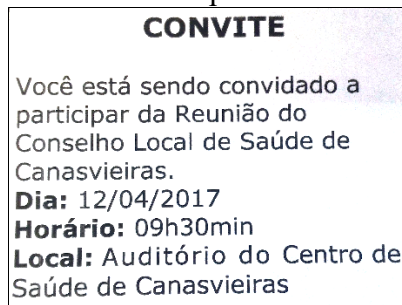 CONVITE
Você está sendo convidado a
participar da Reunião do
Conselho Local de Saúde de
Canasvieiras.
Dia: 12/04/2017
Horário: 09h30min
Local: Auditório do Centro de
Saúde de Canasvieiras